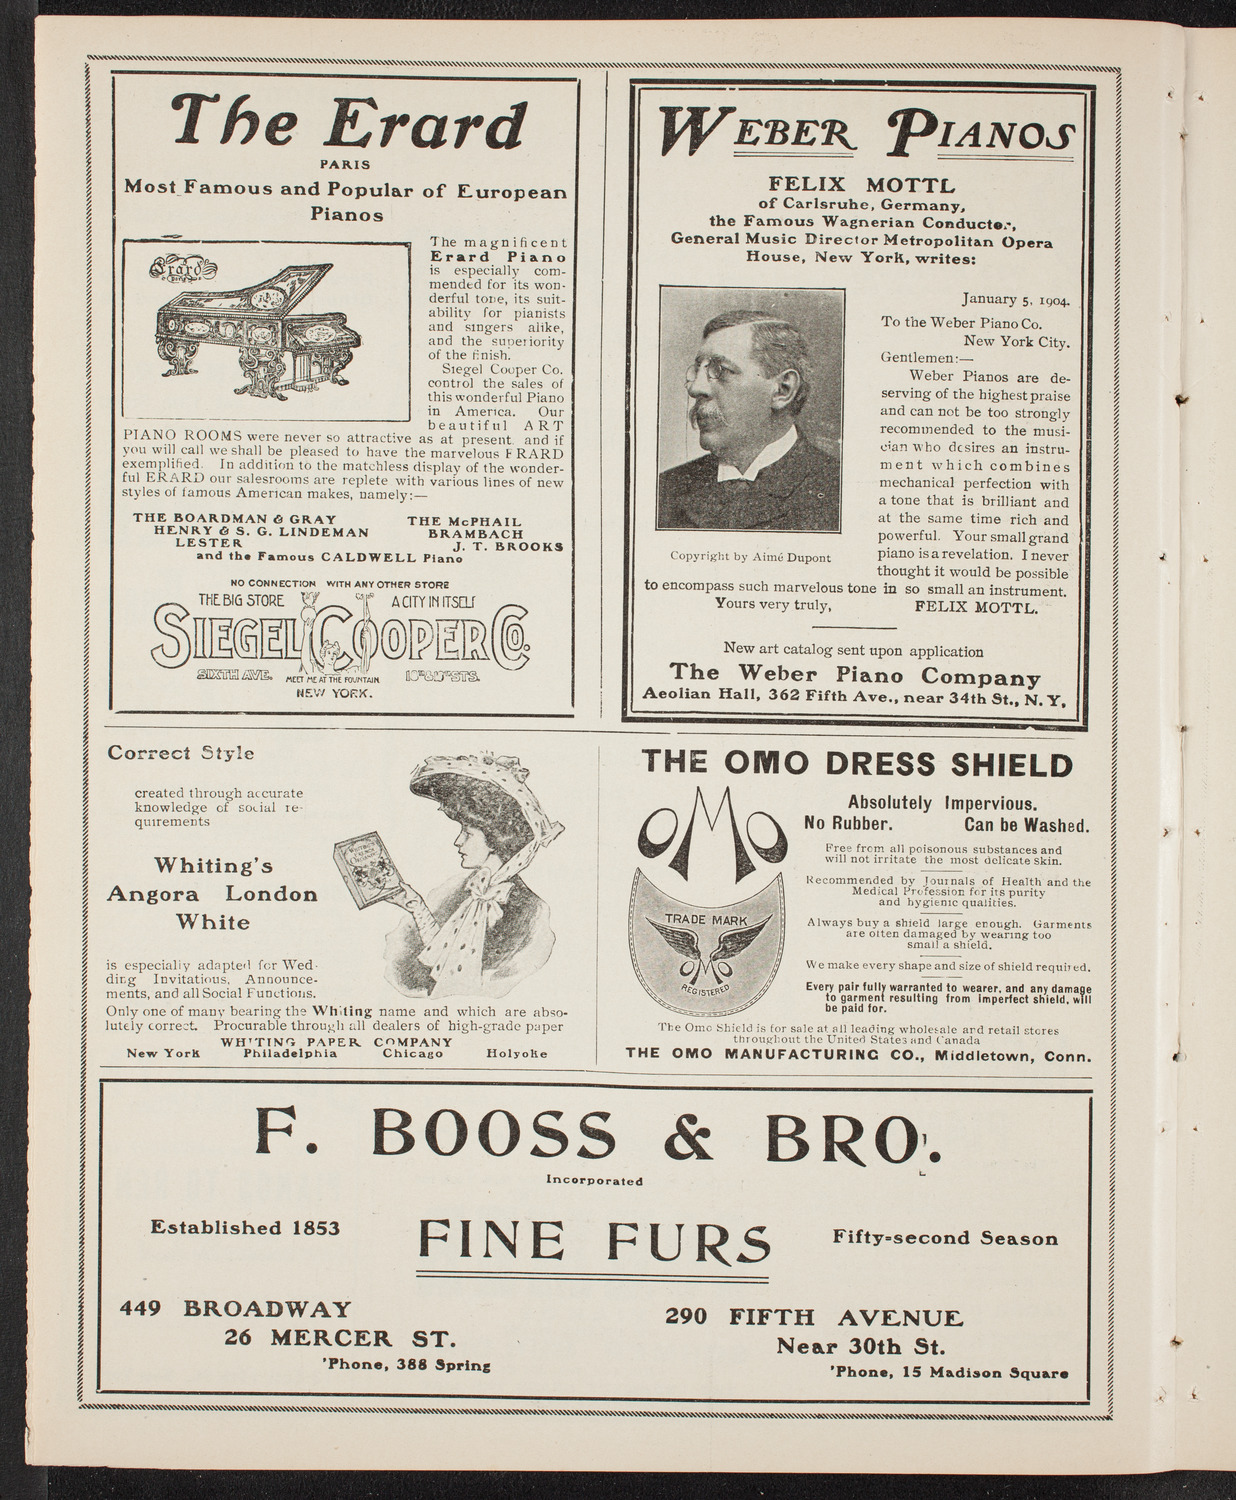 The Erard
PARIS
Most Famous and Popular of European
Pianos
Erard
The magnificent
Erard Piano
is especially com-
mended for its won-
derful tone, its suit-
ability for pianists
and singers alike,
and the superiority
of the finish.
Siegel Cooper Co.
control the sales of
this wonderful Piano
in America. Our
beautiful ART
PIANO ROOMS were never so attractive as at present and if
you will call we shall be pleased to have the marvelous ERARD
exemplified. In addition to the matchless display of the wonder-
ful ERARD our salesrooms are replete with various lines of new
styles of famous American makes, namely:—
THE BOARDMAN & GRAY
HENRY & S. G. LINDEMAN
LESTER
THE McPHAIL
BRAMBACH
J. T. BROOKS
and the Famous CALDWELL Piano
NO CONNECTION WITH ANY OTHER STORE
THE BIG STORE A CITY IN ITSELF
SIEGEL COOPER CO.
SIXTH AVE. MEET ME AT THE FOUNTAIN 18TH & 19TH STS.
NEW YORK.
WEBER PIANOS
FELIX MOTTL
of Carlsruhe, Germany,
the Famous Wagnerian Conductor,
General Music Director Metropolitan Opera
House, New York, writes:
January 5, 1904.
To the Weber Piano Co.
New York City.
Gentlemen:—
Weber Pianos are de-
serving of the highest praise
and can not be too strongly
recommended to the musi-
cian who desires an instru-
ment which combines
mechanical perfection with
a tone that is brilliant and
at the same time rich and
powerful. Your small grand
piano is a revelation. I never
thought it would be possible
Copyright by Aimé Dupont
to encompass such marvelous tone in so small an instrument.
Yours very truly, FELIX MOTTL.
New art catalog sent upon application
The Weber Piano Company
Aeolian Hall, 362 Fifth Ave., near 34th St., N. Y.
Correct Style
created through accurate
knowledge of social re-
quirements
Whiting's
Angora London
White
is especially adapted for Wed-
ding Invitations, Announce-
ments, and all Social Functions.
Only one of many bearing the Whiting name and which are abso-
lutely correct. Procurable through all dealers of high-grade paper
WHITING PAPER COMPANY
New York Philadelphia Chicago Holyoke
THE OMO DRESS SHIELD
OMO
TRADE MARK
OMO
REGISTERED
Absolutely Impervious.
No Rubber. Can be Washed.
Free from all poisonous substances and
will not irritate the most delicate skin.
Recommended by Journals of Health and the
Medical Profession for its purity
and hygienic qualities.
Always buy a shield large enough. Garments
are often damaged by wearing too
small a shield.
We make every shape and size of shield required.
Every pair fully warranted to wearer, and any damage
to garment resulting from imperfect shield, will
be paid for.
The Omo Shield is for sale at all leading wholesale and retail stores
throughout the United States and Canada
THE OMO MANUFACTURING CO., Middletown, Conn.
F. BOOSS & BRO.
Incorporated
Established 1853 FINE FURS Fifty-second Season
449 BROADWAY
26 MERCER ST.
'Phone, 388 Spring
290 FIFTH AVENUE
Near 30th St.
'Phone, 15 Madison Square